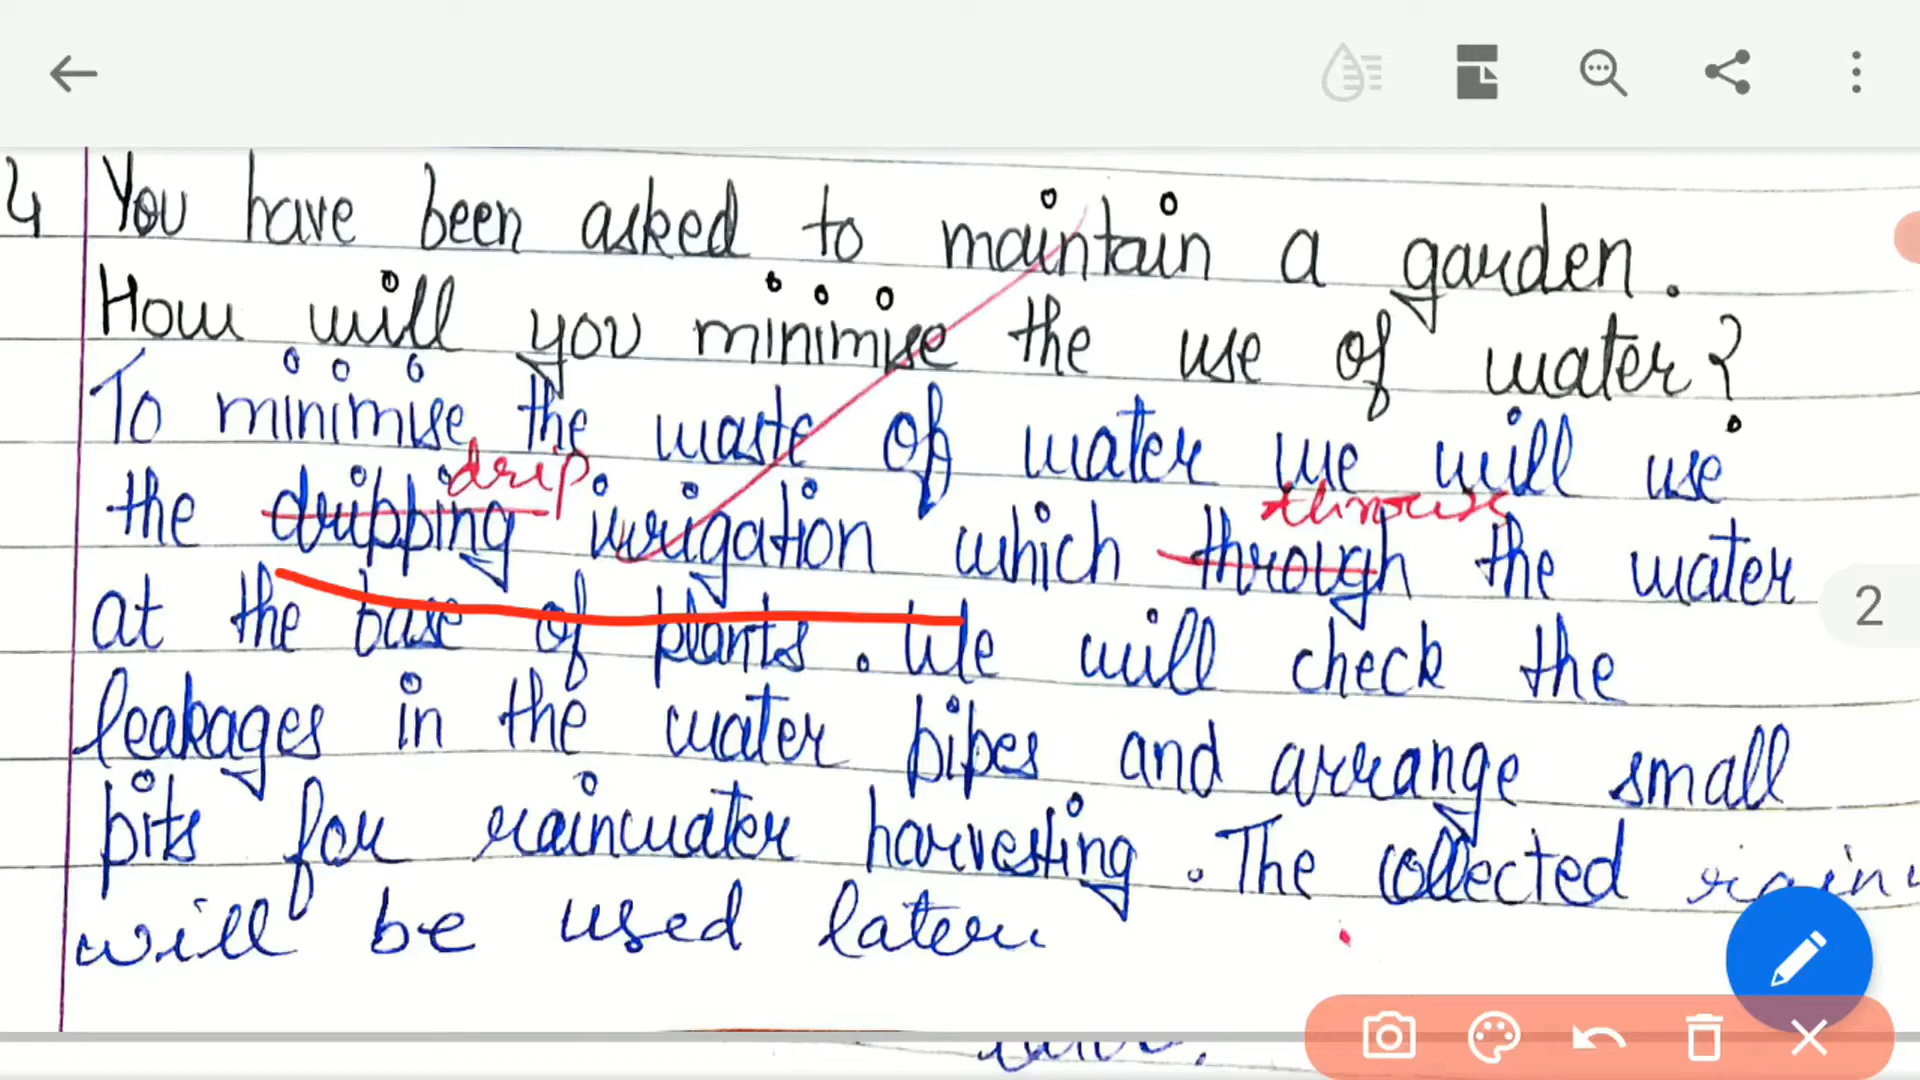 4 You have been asked to maintain a garden.
How will you minimise the use of water?
To minimise the waste of water we will use
drip throws
the dripping irrigation which through the water
at the base of plants. We will check the
2
leakages in the water pipes and arrange small
pits for rainwater harvesting. The collected rain
will be used later.